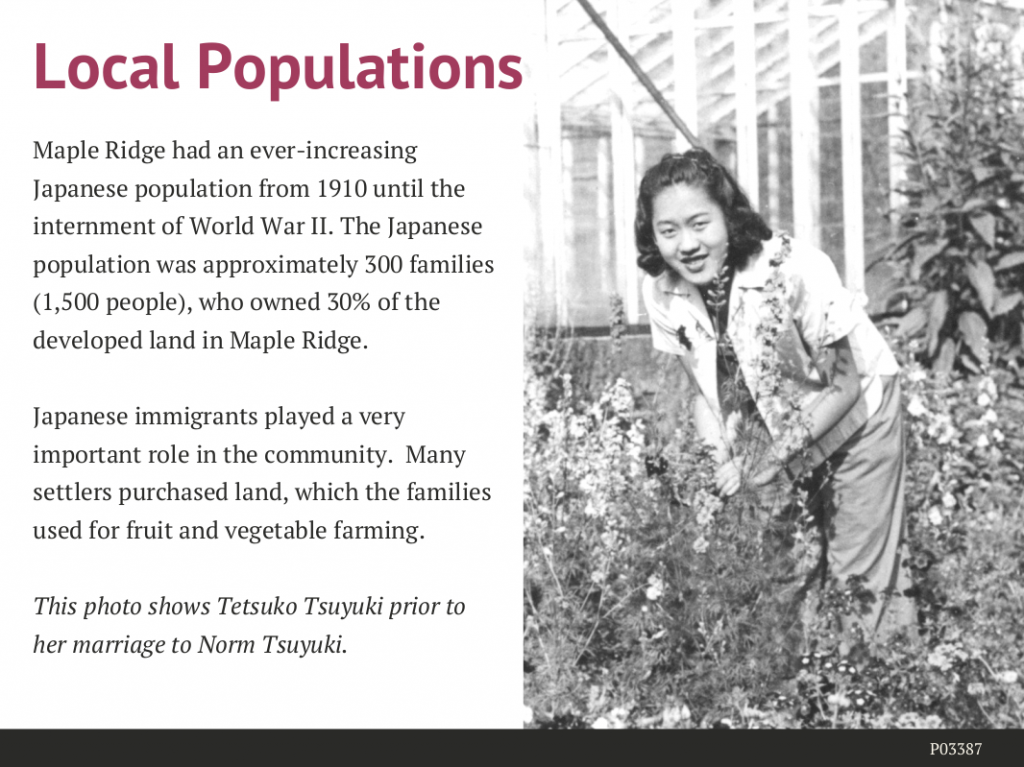 Local Populations
Maple Ridge had an ever-increasing
Japanese population from 1910 until the
internment of World War II. The Japanese
population was approximately 300 families
(1,500 people), who owned 30% of the
developed land in Maple Ridge.
Japanese immigrants played a very
important role in the community.  Many
settlers purchased land, which the families
used for fruit and vegetable farming.
This photo shows Tetsuko Tsuyuki prior to
her marriage to Norm Tsuyuki.
P03387